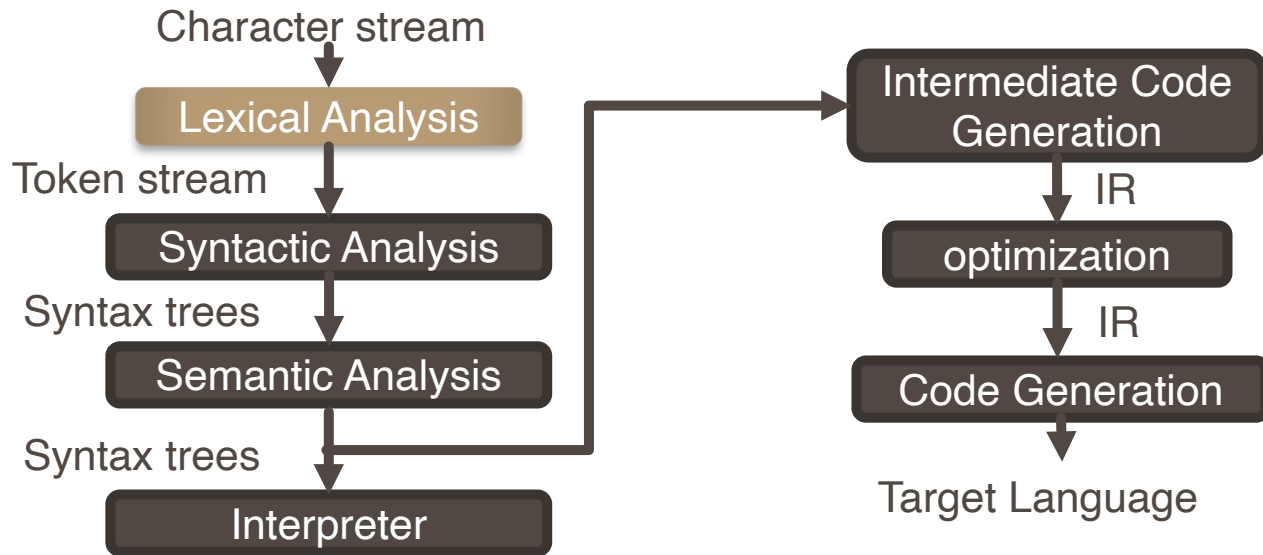 Character stream
Lexical Analysis
Token stream
Syntactic Analysis
Syntax trees
Semantic Analysis
Syntax trees
Interpreter
Intermediate Code
Generation
IR
optimization
IR
Code Generation
Target Language